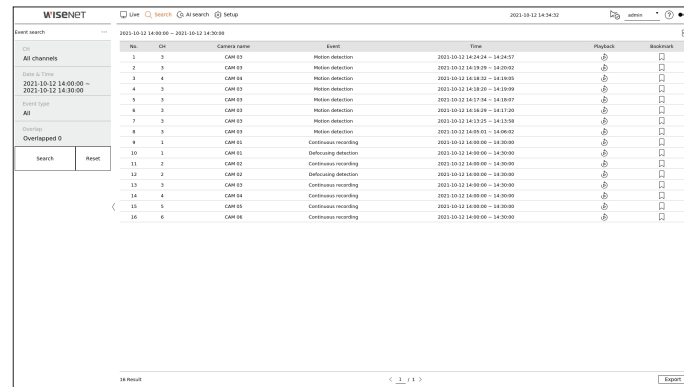 WISENET
Live Search AI search Setup 2021-10-12 14:34:32 admin ?
Event search ...
CH
All channels
Date & Time
2021-10-12 14:00:00 ~
2021-10-12 14:30:00
Event type
All
Overlap
Overlapped 0
Search Reset
2021-10-12 14:00:00 ~ 2021-10-12 14:30:00
No. CH Camera name Event Time Playback Bookmark
1 3 CAM 03 Motion detection 2021-10-12 14:24:24 ~ 14:24:57
2 3 CAM 03 Motion detection 2021-10-12 14:19:29 ~ 14:20:02
3 4 CAM 04 Motion detection 2021-10-12 14:18:32 ~ 14:19:05
4 3 CAM 03 Motion detection 2021-10-12 14:18:20 ~ 14:19:09
5 3 CAM 03 Motion detection 2021-10-12 14:17:34 ~ 14:18:07
6 3 CAM 03 Motion detection 2021-10-12 14:16:29 ~ 14:17:20
7 3 CAM 03 Motion detection 2021-10-12 14:13:25 ~ 14:13:58
8 3 CAM 03 Motion detection 2021-10-12 14:05:01 ~ 14:06:02
9 1 CAM 01 Continuous recording 2021-10-12 14:00:00 ~ 14:30:00
10 1 CAM 01 Defocusing detection 2021-10-12 14:00:00 ~ 14:30:00
11 2 CAM 02 Continuous recording 2021-10-12 14:00:00 ~ 14:30:00
12 2 CAM 02 Defocusing detection 2021-10-12 14:00:00 ~ 14:30:00
13 3 CAM 03 Continuous recording 2021-10-12 14:00:00 ~ 14:30:00
14 4 CAM 04 Continuous recording 2021-10-12 14:00:00 ~ 14:30:00
15 5 CAM 05 Continuous recording 2021-10-12 14:00:00 ~ 14:30:00
16 6 CAM 06 Continuous recording 2021-10-12 14:00:00 ~ 14:30:00
16 Result < 1 / 1 > Export